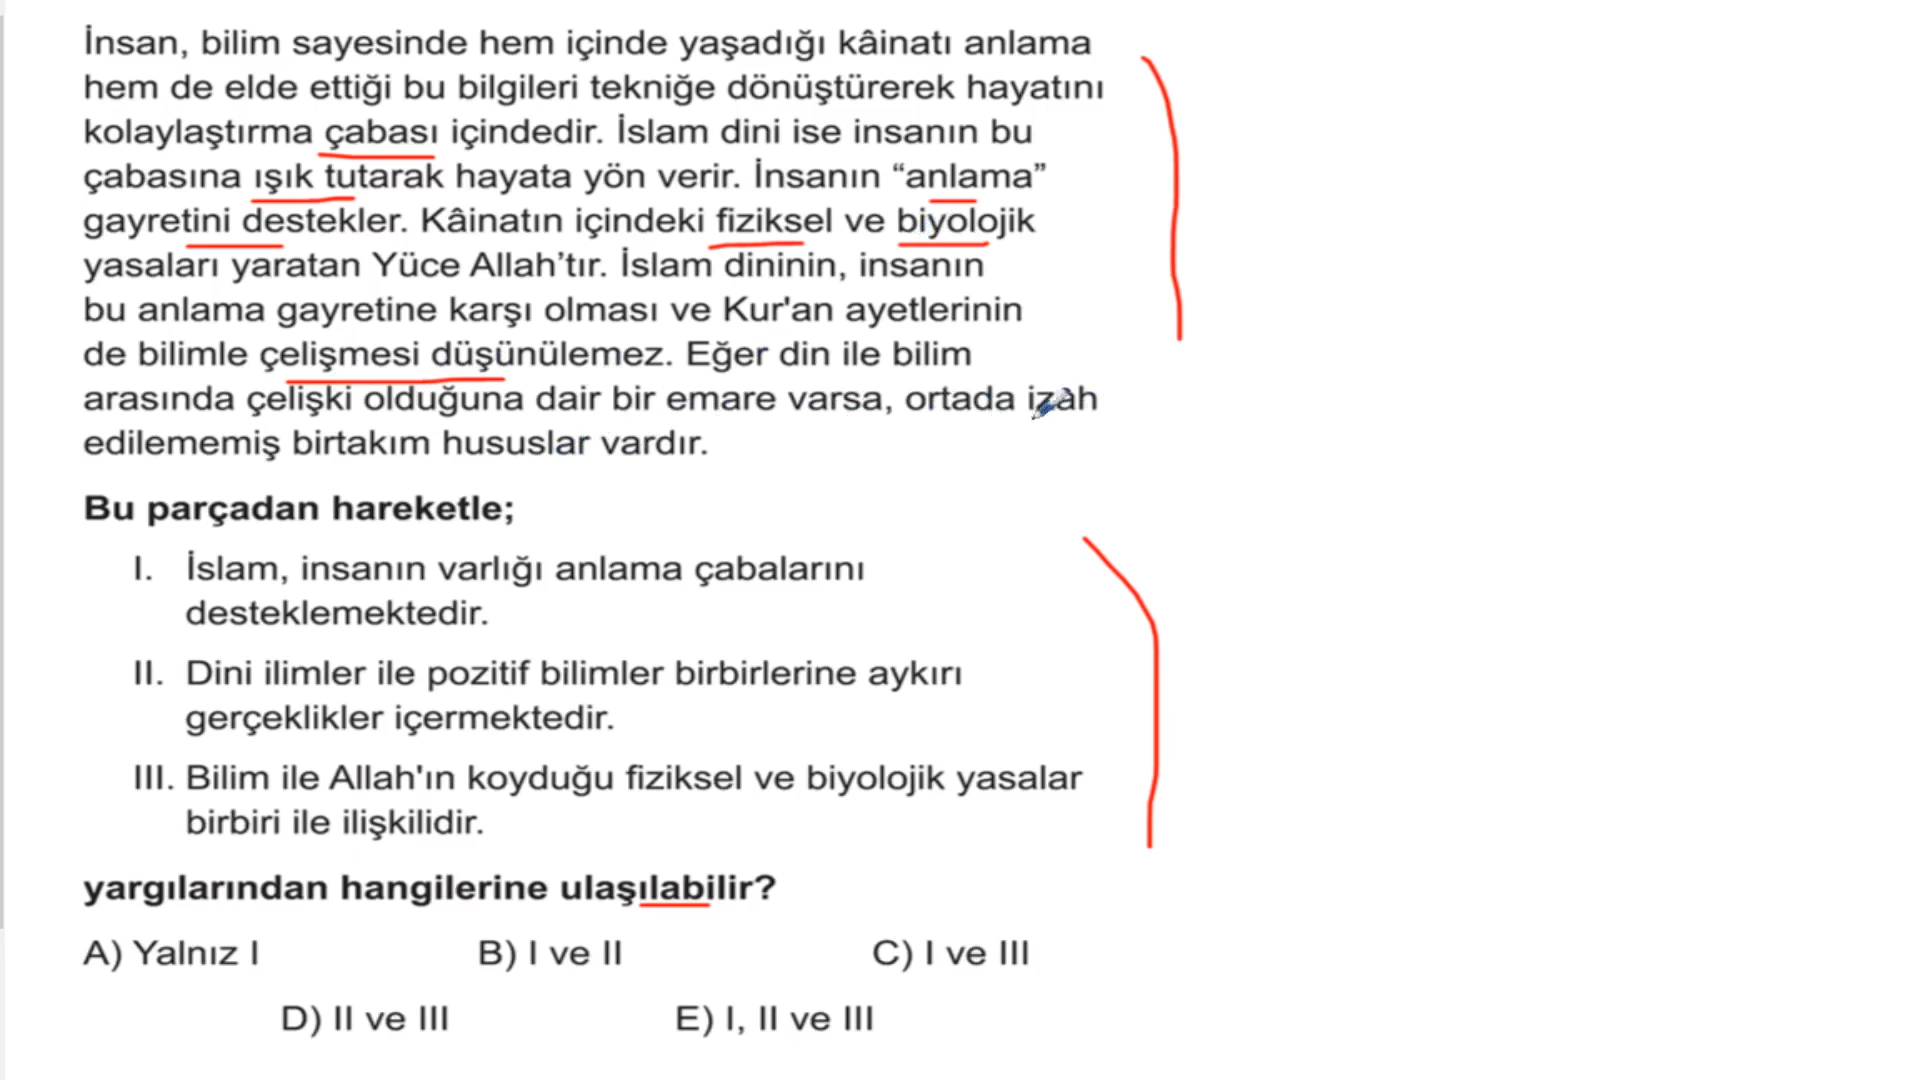 İnsan, bilim sayesinde hem içinde yaşadığı kâinatı anlama
hem de elde ettiği bu bilgileri tekniğe dönüştürerek hayatını
kolaylaştırma çabası içindedir. İslam dini ise insanın bu
çabasına ışık tutarak hayata yön verir. İnsanın “anlama”
gayretini destekler. Kâinatın içindeki fiziksel ve biyolojik
yasaları yaratan Yüce Allah’tır. İslam dininin, insanın
bu anlama gayretine karşı olması ve Kur'an ayetlerinin
de bilimle çelişmesi düşünülemez. Eğer din ile bilim
arasında çelişki olduğuna dair bir emare varsa, ortada izah
edilememiş birtakım hususlar vardır.
Bu parçadan hareketle;
I. İslam, insanın varlığı anlama çabalarını
desteklemektedir.
II. Dini ilimler ile pozitif bilimler birbirlerine aykırı
gerçeklikler içermektedir.
III. Bilim ile Allah'ın koyduğu fiziksel ve biyolojik yasalar
birbiri ile ilişkilidir.
yargılarından hangilerine ulaşılabilir?
A) Yalnız I B) I ve II C) I ve III
D) II ve III E) I, II ve III